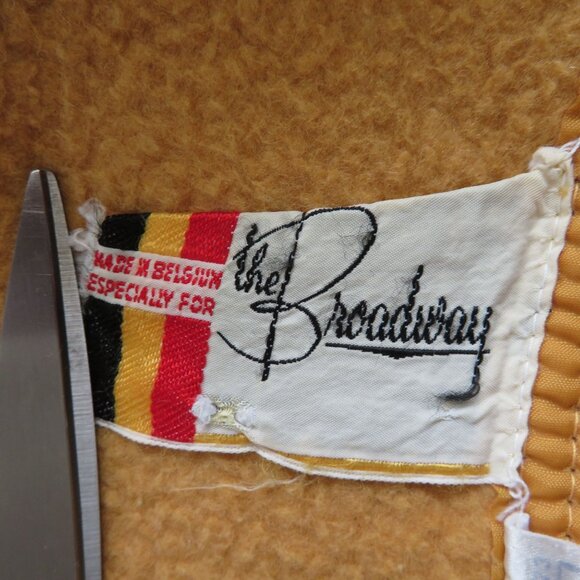 MADE IN BELGIUM
ESPECIALLY FOR
the Broadway